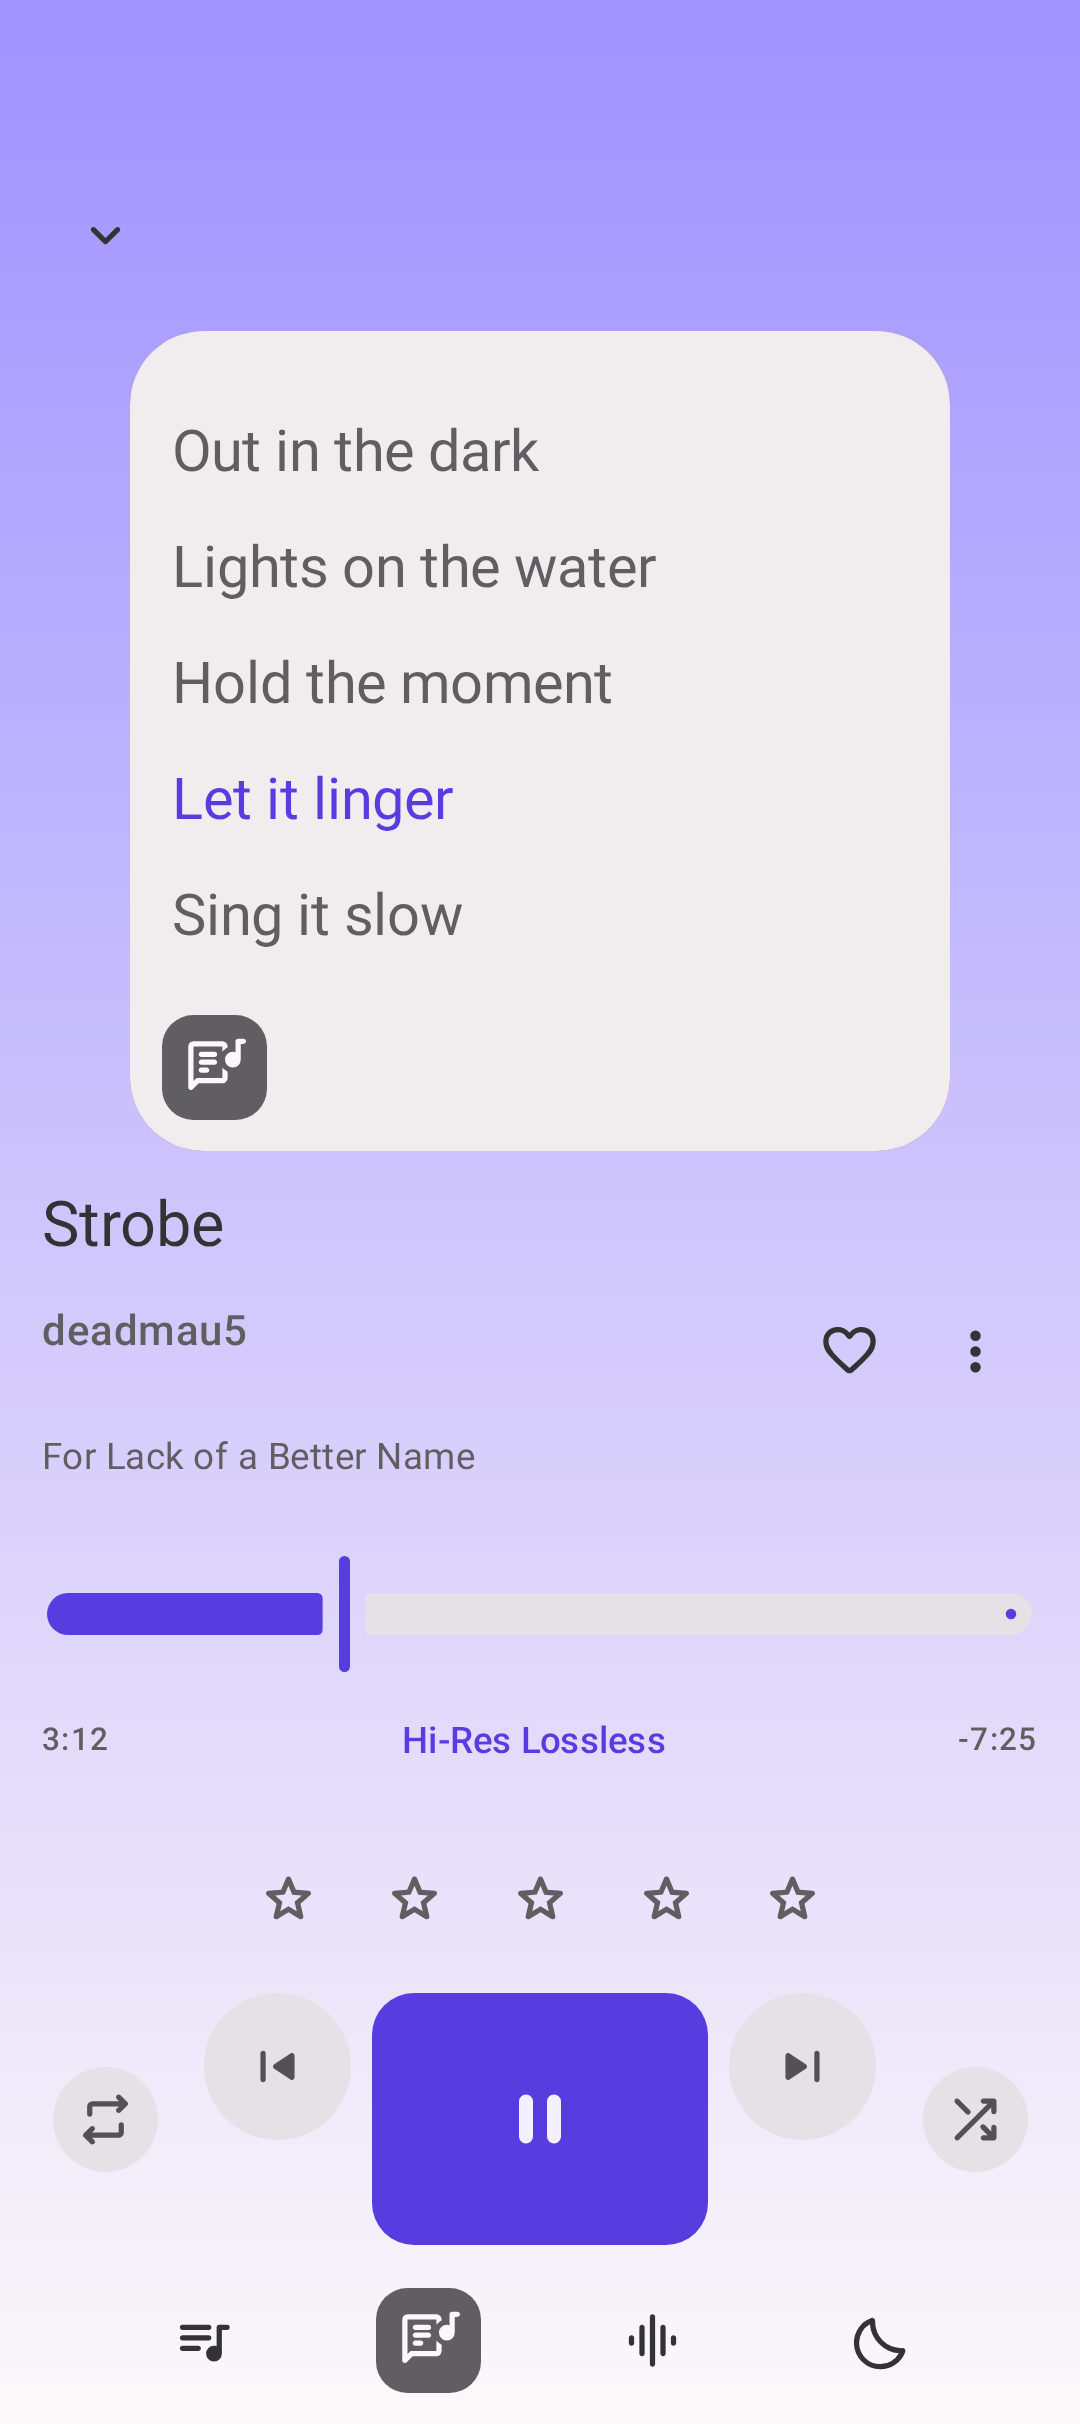 Out in the dark
Lights on the water
Hold the moment
Let it linger
Sing it slow
Strobe
deadmau5
For Lack of a Better Name
3:12
Hi-Res Lossless
-7:25